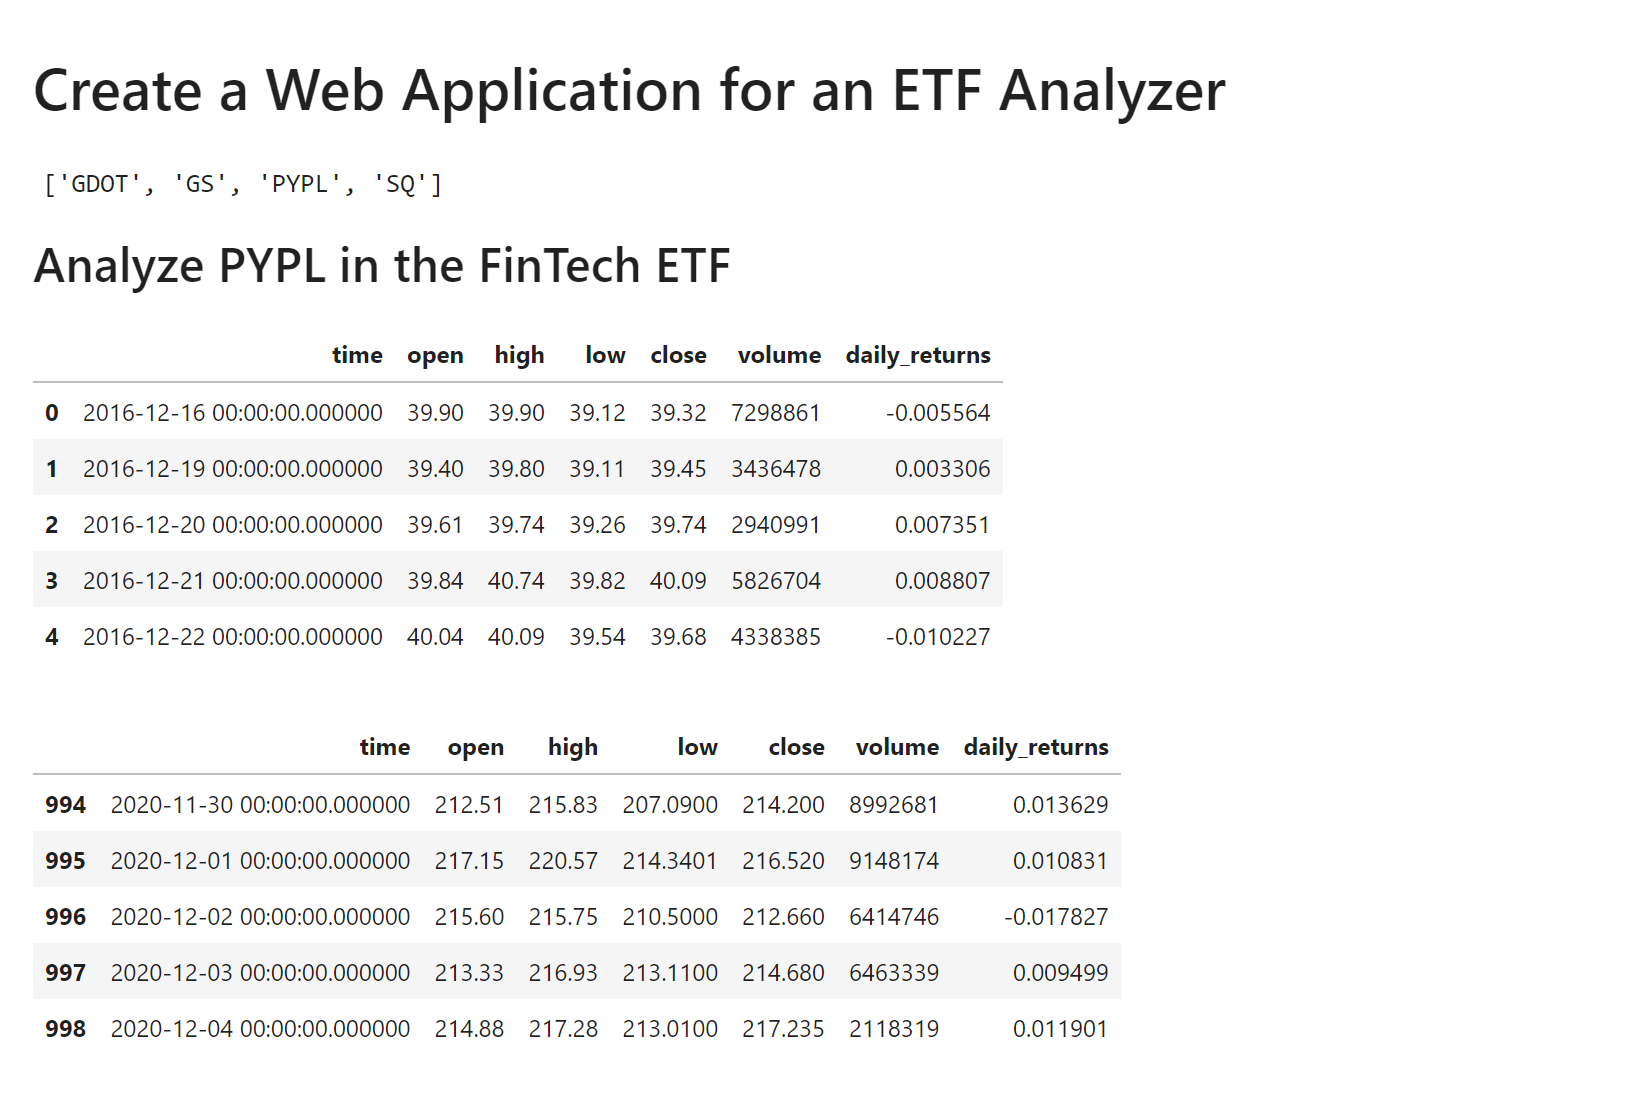 Create a Web Application for an ETF Analyzer
['GDOT', 'GS', 'PYPL', 'SQ']
Analyze PYPL in the FinTech ETF
time open high low close volume daily_returns
0 2016-12-16 00:00:00.000000 39.90 39.90 39.12 39.32 7298861 -0.005564
1 2016-12-19 00:00:00.000000 39.40 39.80 39.11 39.45 3436478 0.003306
2 2016-12-20 00:00:00.000000 39.61 39.74 39.26 39.74 2940991 0.007351
3 2016-12-21 00:00:00.000000 39.84 40.74 39.82 40.09 5826704 0.008807
4 2016-12-22 00:00:00.000000 40.04 40.09 39.54 39.68 4338385 -0.010227
time open high low close volume daily_returns
994 2020-11-30 00:00:00.000000 212.51 215.83 207.0900 214.200 8992681 0.013629
995 2020-12-01 00:00:00.000000 217.15 220.57 214.3401 216.520 9148174 0.010831
996 2020-12-02 00:00:00.000000 215.60 215.75 210.5000 212.660 6414746 -0.017827
997 2020-12-03 00:00:00.000000 213.33 216.93 213.1100 214.680 6463339 0.009499
998 2020-12-04 00:00:00.000000 214.88 217.28 213.0100 217.235 2118319 0.011901